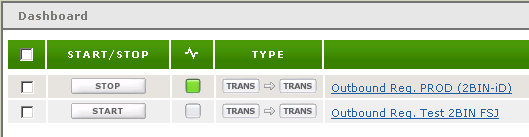 Dashboard
START/STOP TYPE
STOP TRANS TRANS Outbound Req. PROD (2BIN-iD)
START TRANS TRANS Outbound Req. Test 2BIN FSJ